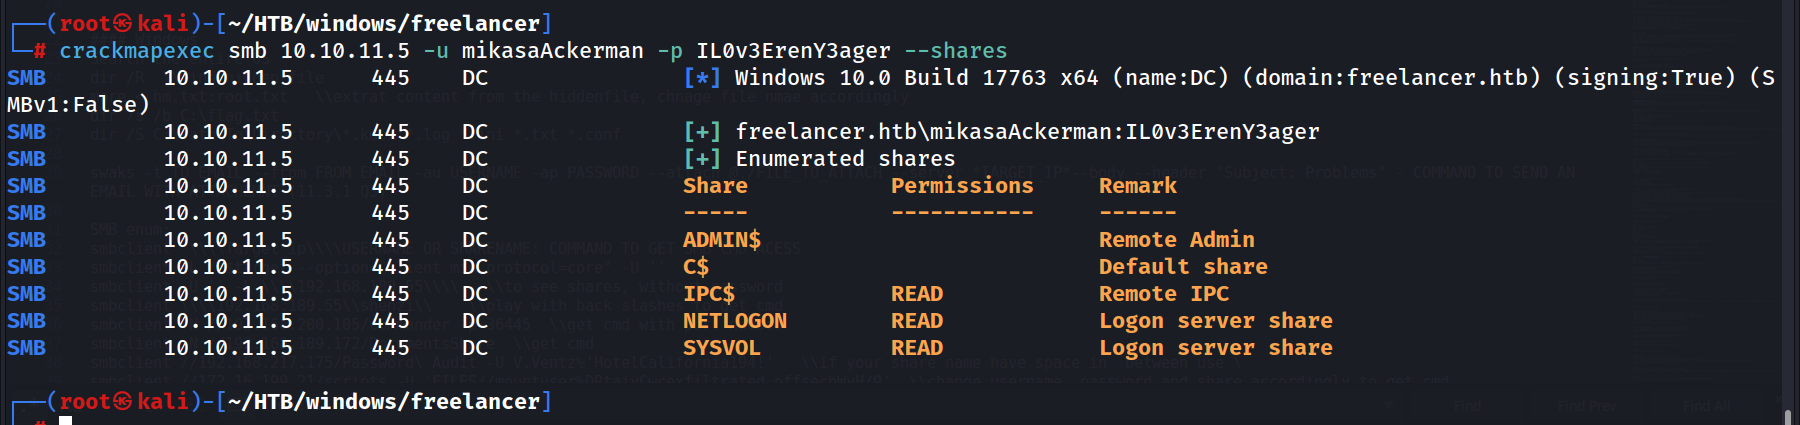 ┌──(root㉿kali)-[~/HTB/windows/freelancer]
└─# crackmapexec smb 10.10.11.5 -u mikasaAckerman -p IL0v3ErenY3ager --shares
SMB         10.10.11.5      445    DC               [*] Windows 10.0 Build 17763 x64 (name:DC) (domain:freelancer.htb) (signing:True) (S
MBv1:False)
SMB         10.10.11.5      445    DC               [+] freelancer.htb\mikasaAckerman:IL0v3ErenY3ager
SMB         10.10.11.5      445    DC               [+] Enumerated shares
SMB         10.10.11.5      445    DC               Share           Permissions     Remark
SMB         10.10.11.5      445    DC               -----           -----------     ------
SMB         10.10.11.5      445    DC               ADMIN$                          Remote Admin
SMB         10.10.11.5      445    DC               C$                              Default share
SMB         10.10.11.5      445    DC               IPC$            READ            Remote IPC
SMB         10.10.11.5      445    DC               NETLOGON        READ            Logon server share
SMB         10.10.11.5      445    DC               SYSVOL          READ            Logon server share
┌──(root㉿kali)-[~/HTB/windows/freelancer]
Find Find Prev Find All